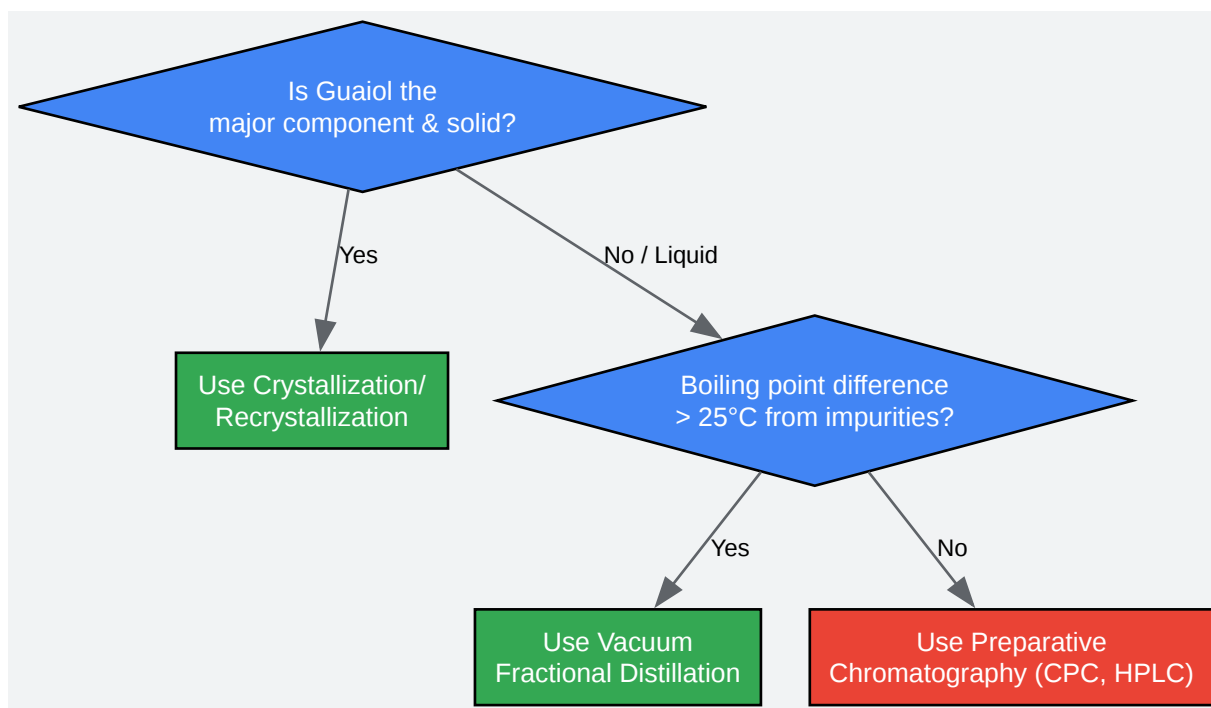 Is Guaiol the
major component & solid?
Yes
No / Liquid
Use Crystallization/
Recrystallization
Boiling point difference
> 25°C from impurities?
Yes
No
Use Vacuum
Fractional Distillation
Use Preparative
Chromatography (CPC, HPLC)